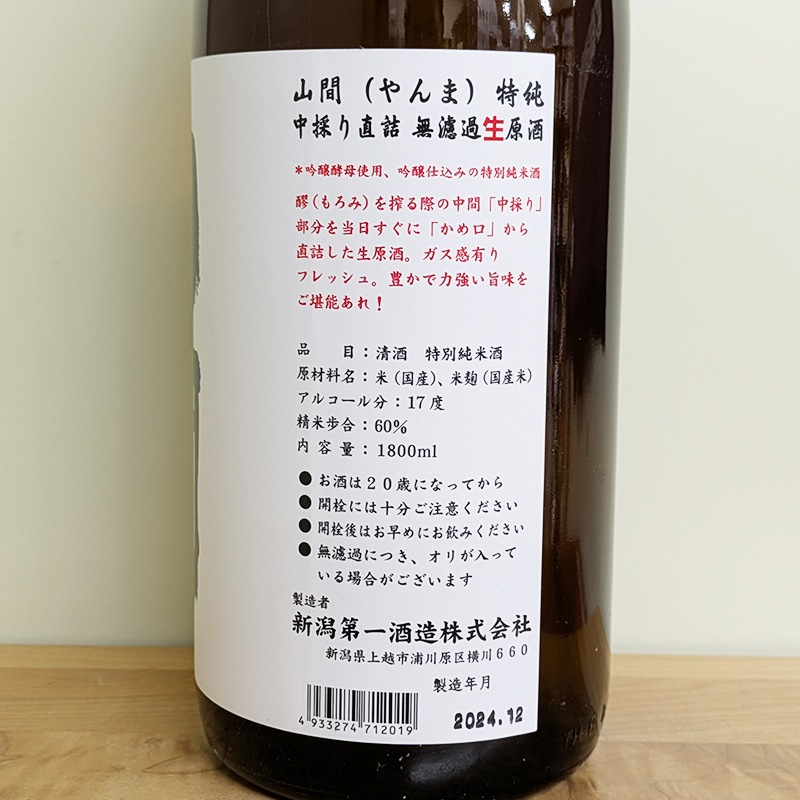 山間（やんま）特純
中採り直詰 無濾過生原酒
＊吟醸酵母使用、吟醸仕込みの特別純米酒
醪（もろみ）を搾る際の中間「中採り」
部分を当日すぐに「かめ口」から
直詰した生原酒。ガス感有り
フレッシュ。豊かで力強い旨味を
ご堪能あれ！
品　目：清酒　特別純米酒
原材料名：米（国産）、米麹（国産米）
アルコール分：17度
精米歩合：60%
内容量：1800ml
●お酒は２０歳になってから
●開栓には十分ご注意ください
●開栓後はお早めにお飲みください
●無濾過につき、オリが入って
いる場合がございます
製造者
新潟第一酒造株式会社
新潟県上越市浦川原区横川６６０
製造年月
2024.12
4 933274 712019